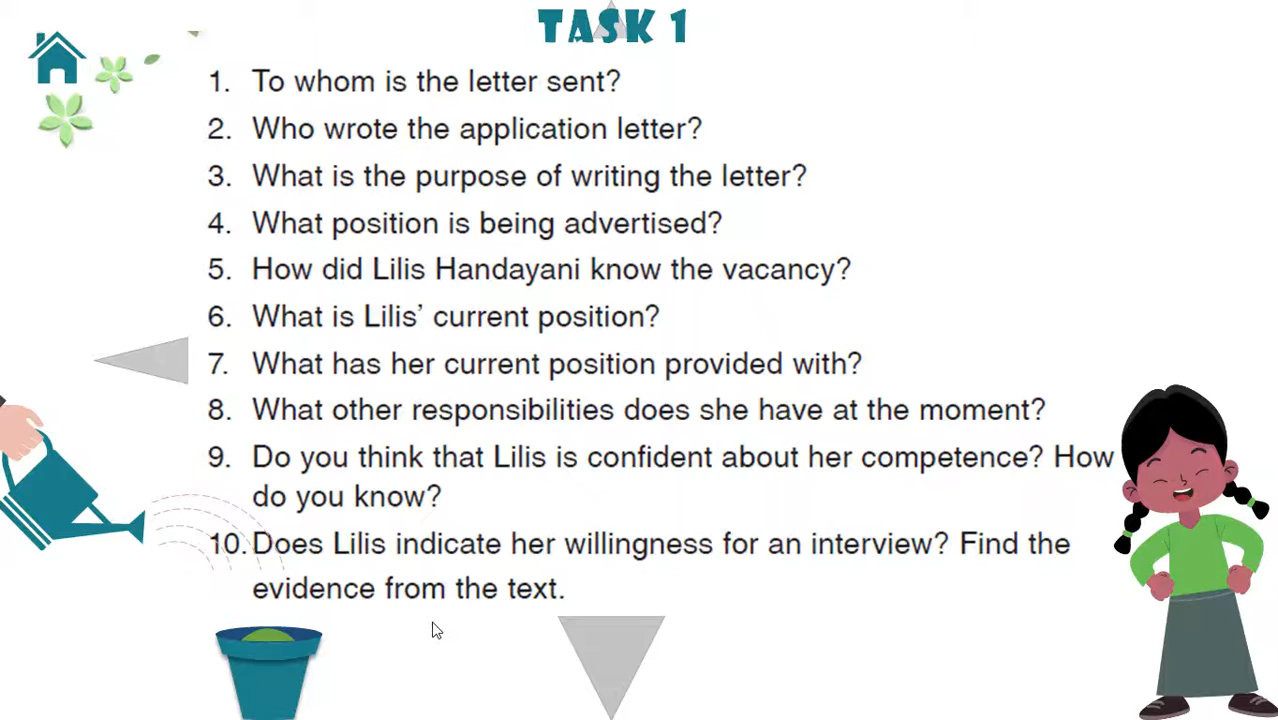 TASK 1
1. To whom is the letter sent?
2. Who wrote the application letter?
3. What is the purpose of writing the letter?
4. What position is being advertised?
5. How did Lilis Handayani know the vacancy?
6. What is Lilis’ current position?
7. What has her current position provided with?
8. What other responsibilities does she have at the moment?
9. Do you think that Lilis is confident about her competence? How
do you know?
10. Does Lilis indicate her willingness for an interview? Find the
evidence from the text.